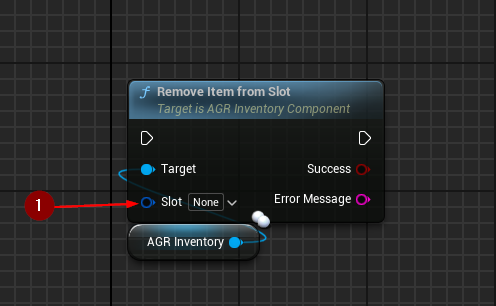 f Remove Item from Slot
Target is AGR Inventory Component
Target
Success
1
Slot None
Error Message
AGR Inventory